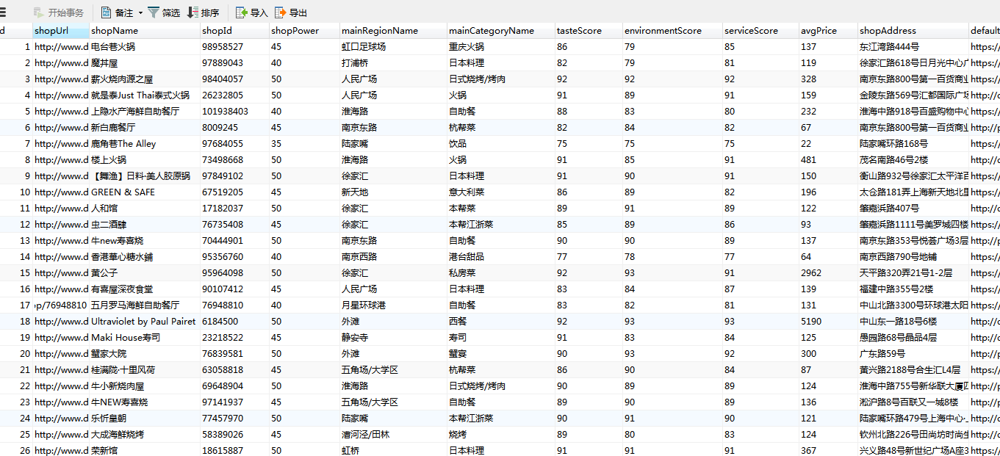 开始事务 备注 筛选 排序 导入 导出
d shopUrl shopName shopId shopPower mainRegionName mainCategoryName tasteScore environmentScore serviceScore avgPrice shopAddress default
1 http://www.d 电台巷火锅 98958527 45 虹口足球场 重庆火锅 86 79 85 137 东江湾路444号 https://
2 http://www.d 魔丼屋 97889043 40 打浦桥 日本料理 82 79 81 119 徐家汇路618号日月光中心广 https://
3 http://www.d 薪火烧肉源之屋 98404057 50 人民广场 日式烧烤/烤肉 92 92 92 328 南京东路800号第一百货商业 https://
4 http://www.d 就是泰Just Thai泰式火锅 26232805 50 人民广场 火锅 91 89 91 159 金陵东路569号汇都国际广场 http://c
5 http://www.d 上隐水产海鲜自助餐厅 101938403 40 淮海路 自助餐 88 83 80 232 淮海中路918号百盛购物中心 https://
6 http://www.d 新白鹿餐厅 8009245 45 南京东路 杭帮菜 82 84 82 67 南京东路800号第一百货商业 http://p
7 http://www.d 鹿角巷The Alley 97684055 35 陆家嘴 饮品 75 75 75 22 陆家嘴环路168号 https://
8 http://www.d 楼上火锅 73498668 50 淮海路 火锅 91 85 91 481 茂名南路46号2楼 http://c
9 http://www.d 【舞渔】日料·美人胶原锅 97849102 50 徐家汇 日本料理 91 90 91 150 衡山路932号徐家汇太平洋百 https://
10 http://www.d GREEN & SAFE 67519205 45 新天地 意大利菜 86 89 82 196 太仓路181弄上海新天地北里 https://
11 http://www.d 人和馆 17182037 50 徐家汇 本帮菜 89 91 89 122 肇嘉浜路407号 http://c
12 http://www.d 虫二酒肆 76735408 45 徐家汇 本帮江浙菜 85 89 86 93 肇嘉浜路1111号美罗城四楼 https://
13 http://www.d 牛new寿喜烧 70444901 50 南京东路 自助餐 90 90 89 137 南京东路353号悦荟广场3层 http://p
14 http://www.d 香港華心糖水鋪 95356760 40 南京西路 港台甜品 77 78 77 64 南京西路790号地铺 https://
15 http://www.d 黄公子 95964098 50 徐家汇 私房菜 92 93 91 2962 天平路320弄21号1-2层 https://
16 http://www.d 有喜屋深夜食堂 90107412 45 人民广场 日本料理 83 84 87 139 福建中路355号2楼 https://
17 p/76948810 五月罗马海鲜自助餐厅 76948810 40 月星环球港 自助餐 83 82 81 131 中山北路3300号环球港太阳 https://
18 http://www.d Ultraviolet by Paul Pairet 6184500 50 外滩 西餐 92 93 93 5190 中山东一路18号6楼 http://c
19 http://www.d Maki House寿司 23218522 45 静安寺 寿司 91 83 84 125 愚园路68号晶品4层 http://c
20 http://www.d 蟹家大院 76839581 50 外滩 蟹宴 90 93 92 300 广东路59号 http://p
21 http://www.d 桂满陇·十里风荷 63058818 45 五角场/大学区 杭帮菜 86 90 84 87 黄兴路2188号合生汇L4层 http://p
22 http://www.d 牛小新烧肉屋 69648904 50 淮海路 日式烧烤/烤肉 90 89 89 124 淮海中路755号新华联大厦 http://p
23 http://www.d 牛NEW寿喜烧 97141937 45 五角场/大学区 自助餐 89 90 89 136 淞沪路8号百联又一城8楼 http://p
24 http://www.d 乐忻皇朝 77457970 50 陆家嘴 本帮江浙菜 90 91 90 121 陆家嘴环路479号上海中心 https://
25 http://www.d 大成海鲜烧烤 58389026 45 漕河泾/田林 烧烤 89 80 83 124 钦州北路226号田尚坊时尚生 https://
26 http://www.d 荣新馆 18615887 50 虹桥 日本料理 91 91 91 367 兴义路48号新世纪广场A座3 https://